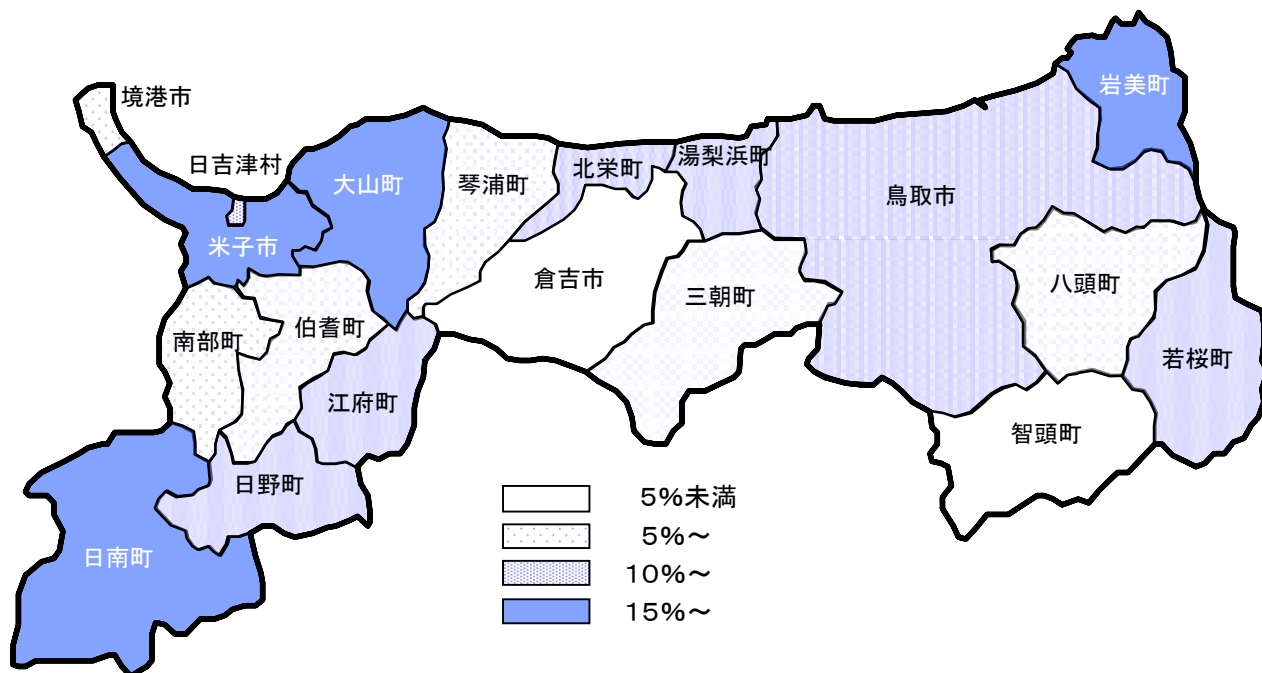 境港市
日吉津村
米子市
大山町
琴浦町
北栄町
湯梨浜町
鳥取市
岩美町
南部町
伯耆町
倉吉市
三朝町
八頭町
若桜町
江府町
智頭町
日野町
日南町
5%未満
5%～
10%～
15%～